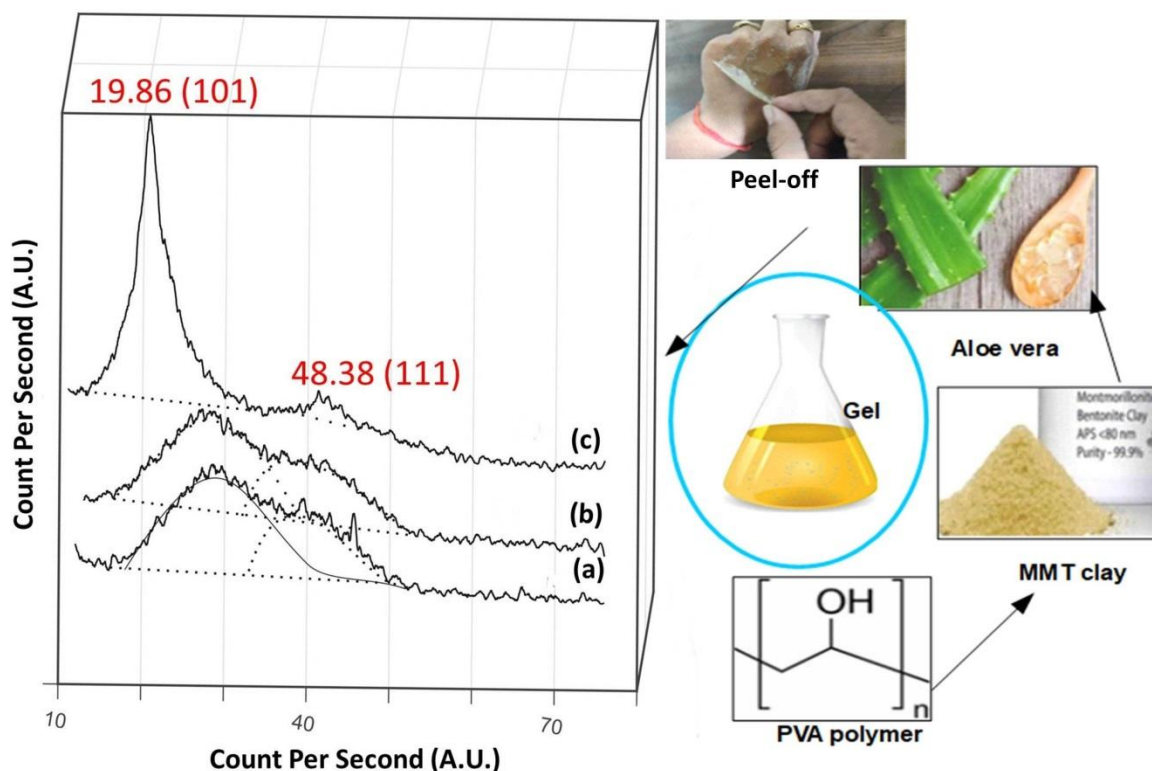 19.86 (101)
48.38 (111)
(c)
(b)
(a)
Count Per Second (A.U.)
10
40
70
Count Per Second (A.U.)
Peel-off
Aloe vera
Gel
Montmorillonite
Bentonite Clay
APS <80 nm
Purity - 99.9%
MMT clay
OH
n
PVA polymer